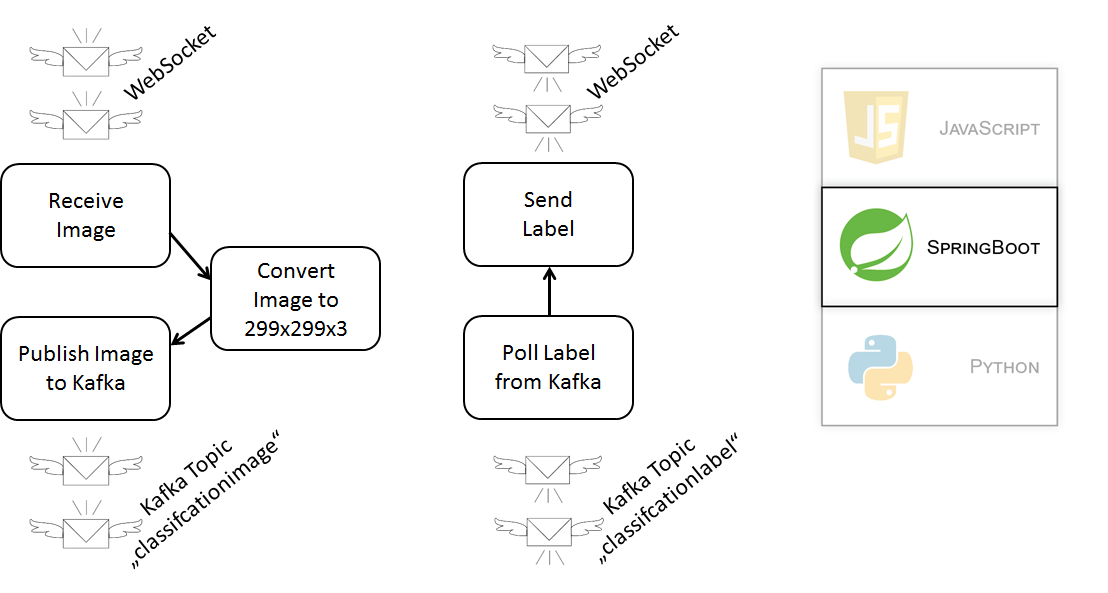 WebSocket
Receive
Image
Convert
Image to
299x299x3
Publish Image
to Kafka
Kafka Topic
„classifcationimage“
WebSocket
Send
Label
Poll Label
from Kafka
Kafka Topic
„classifcationlabel“
JS
JAVASCRIPT
SPRINGBOOT
PYTHON